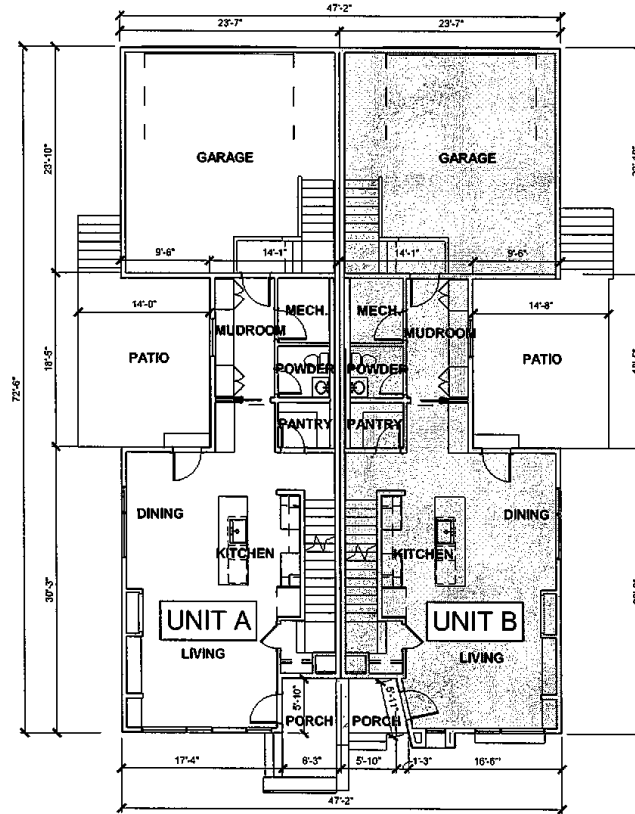 47'-2"
23'-7" 23'-7"
23'-10"
GARAGE GARAGE
9'-6" 14'-1" 14'-1" 9'-6"
14'-0" MECH. MECH. 14'-8"
MUDROOM MUDROOM
PATIO POWDER POWDER PATIO
18'-5"
72'-6"
PANTRY PANTRY
DINING DINING
KITCHEN KITCHEN
30'-3"
UNIT A UNIT B
LIVING LIVING
5'-10" 5'-11"
PORCH PORCH
17'-4" 6'-3" 5'-10" 1'-3" 16'-6"
47'-2"